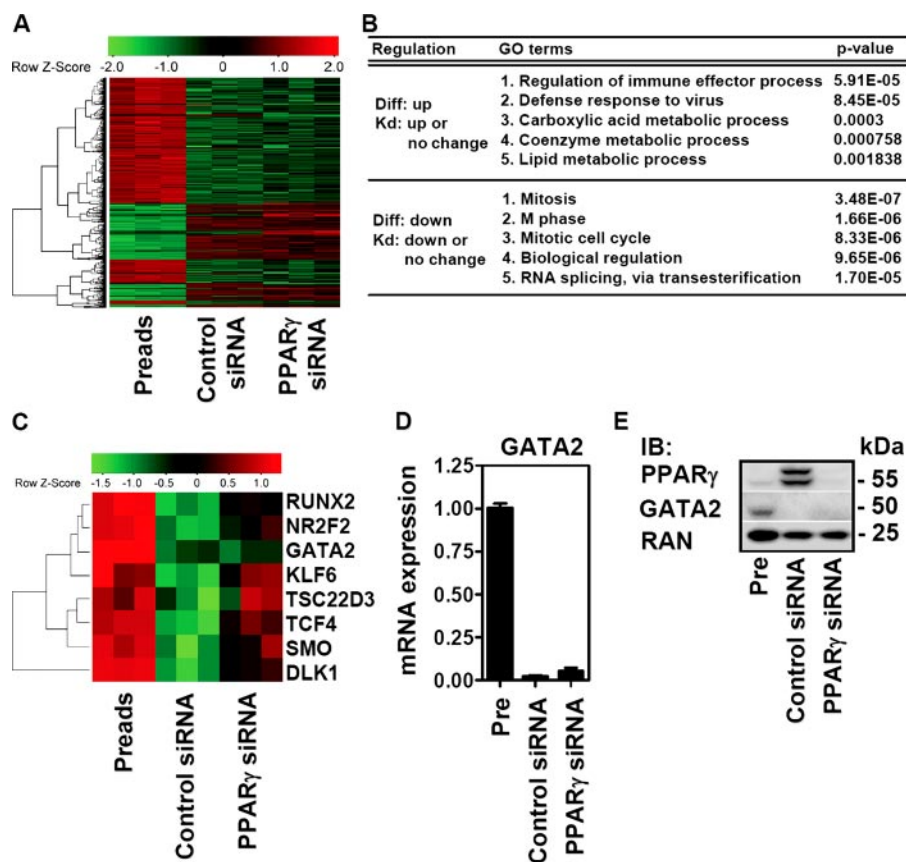 A
Row Z-Score -2.0 -1.0 0 1.0 2.0
Preads
Control siRNA
PPARγ siRNA
B
Regulation GO terms p-value
Diff: up
Kd: up or
no change
1. Regulation of immune effector process 5.91E-05
2. Defense response to virus 8.45E-05
3. Carboxylic acid metabolic process 0.0003
4. Coenzyme metabolic process 0.000758
5. Lipid metabolic process 0.001838
Diff: down
Kd: down or
no change
1. Mitosis 3.48E-07
2. M phase 1.66E-06
3. Mitotic cell cycle 8.33E-06
4. Biological regulation 9.65E-06
5. RNA splicing, via transesterification 1.70E-05
C
Row Z-Score -1.5 -1.0 -0.5 0 0.5 1.0
RUNX2
NR2F2
GATA2
KLF6
TSC22D3
TCF4
SMO
DLK1
Preads
Control siRNA
PPARγ siRNA
D
GATA2
mRNA expression
1.25
1.00
0.75
0.50
0.25
0.00
Pre
Control siRNA
PPARγ siRNA
E
IB: kDa
PPARγ - 55
GATA2 - 50
RAN - 25
Pre
Control siRNA
PPARγ siRNA